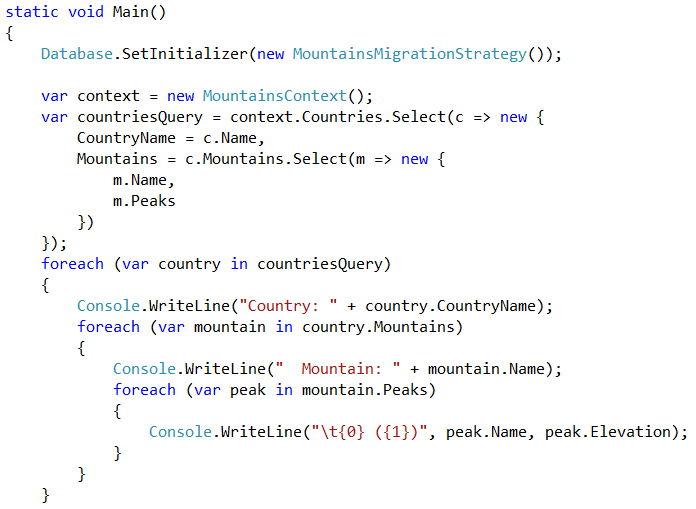 static void Main()
{
    Database.SetInitializer(new MountainsMigrationStrategy());

    var context = new MountainsContext();
    var countriesQuery = context.Countries.Select(c => new {
        CountryName = c.Name,
        Mountains = c.Mountains.Select(m => new {
            m.Name,
            m.Peaks
        })
    });
    foreach (var country in countriesQuery)
    {
        Console.WriteLine("Country: " + country.CountryName);
        foreach (var mountain in country.Mountains)
        {
            Console.WriteLine("  Mountain: " + mountain.Name);
            foreach (var peak in mountain.Peaks)
            {
                Console.WriteLine("\t{0} ({1})", peak.Name, peak.Elevation);
            }
        }
    }